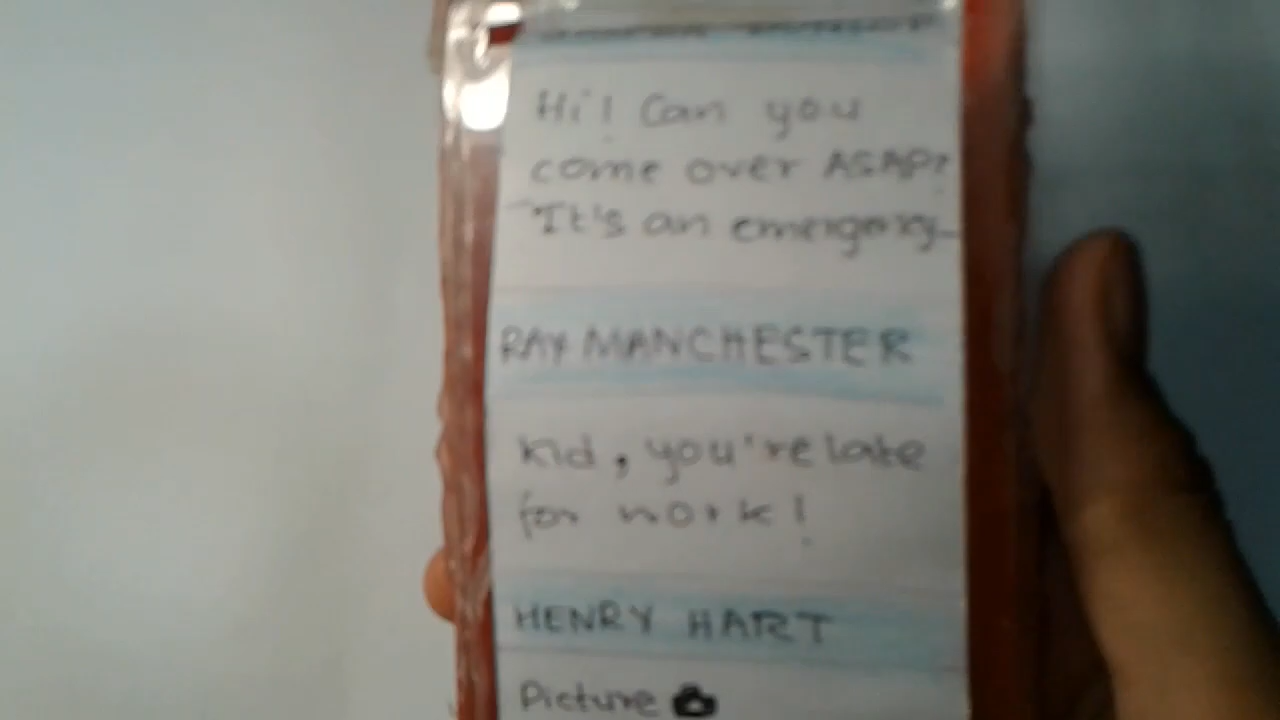 Hi! Can you
come over ASAP?
It's an emergency
RAY MANCHESTER
Kid, you're late
for work!
HENRY HART
Picture